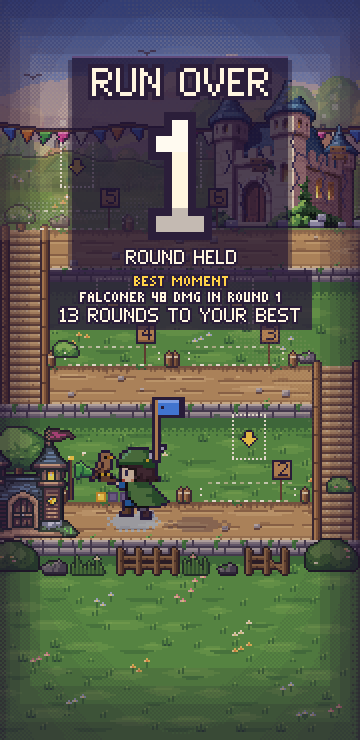 RUN OVER
1
ROUND HELD
BEST MOMENT
FALCONER 48 DMG IN ROUND 1
13 ROUNDS TO YOUR BEST
5
6
4
3
2